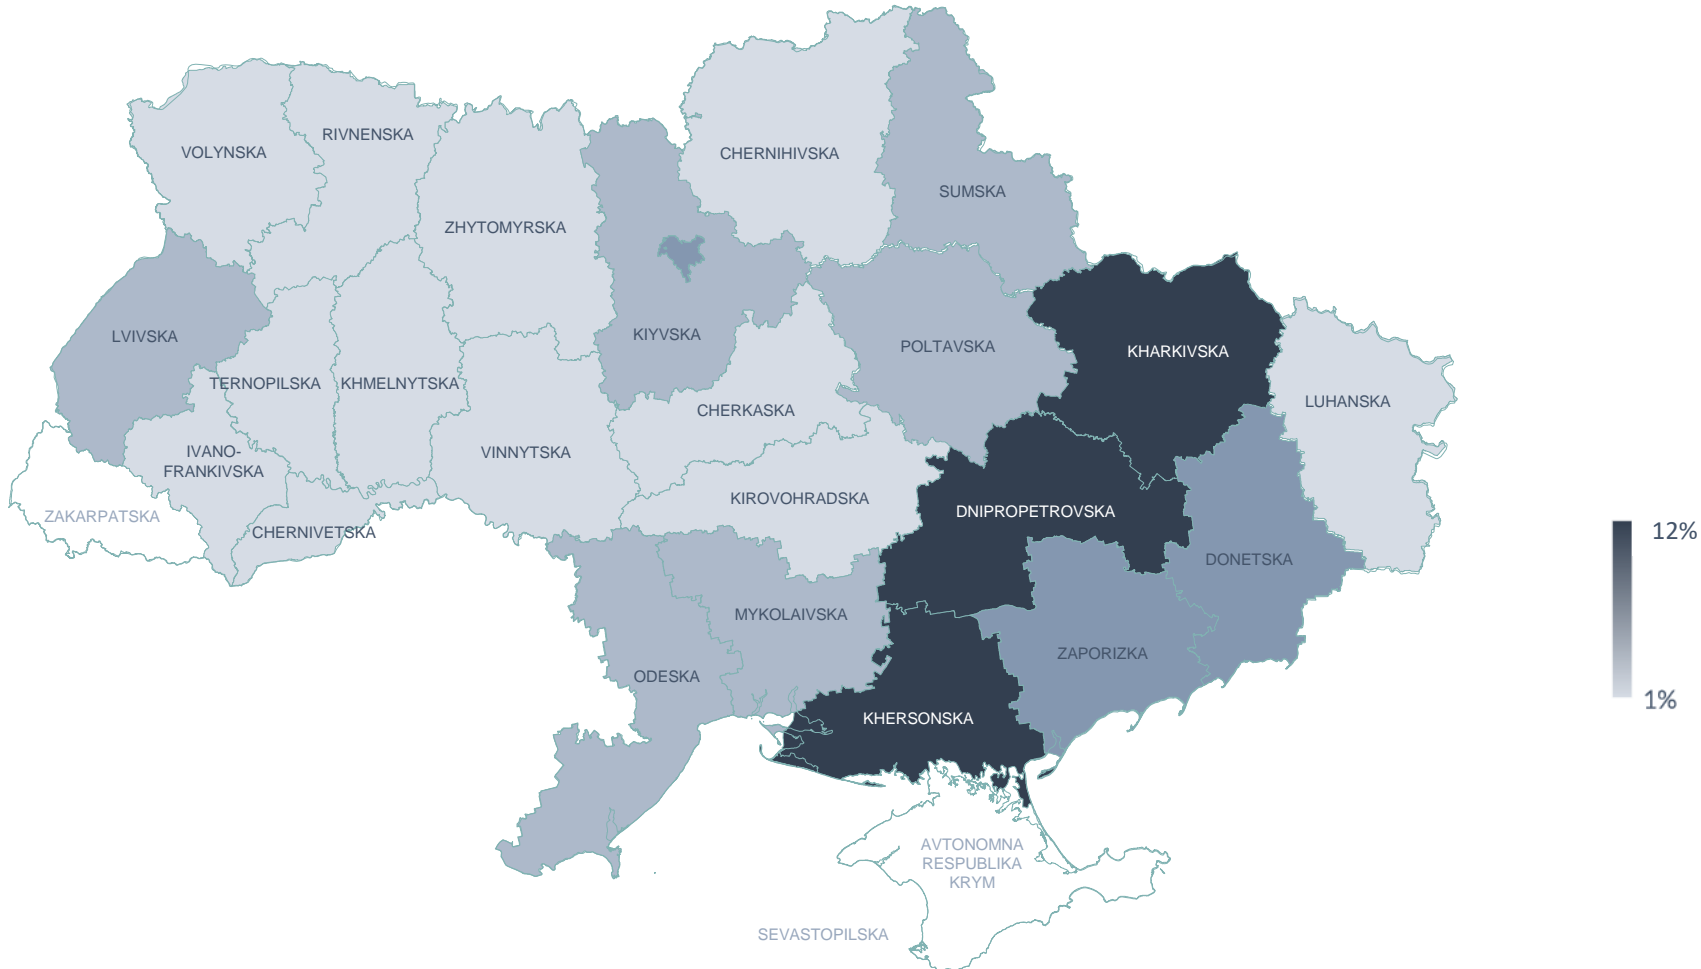 RIVNENSKA
VOLYNSKA
CHERNIHIVSKA
SUMSKA
ZHYTOMYRSKA
LVIVSKA
KIYVSKA
POLTAVSKA
KHARKIVSKA
TERNOPILSKA
KHMELNYTSKA
LUHANSKA
CHERKASKA
IVANO-
FRANKIVSKA
VINNYTSKA
KIROVOHRADSKA
DNIPROPETROVSKA
ZAKARPATSKA
CHERNIVETSKA
12%
DONETSKA
MYKOLAIVSKA
ZAPORIZKA
ODESKA
1%
KHERSONSKA
AVTONOMNA
RESPUBLIKA
KRYM
SEVASTOPILSKA